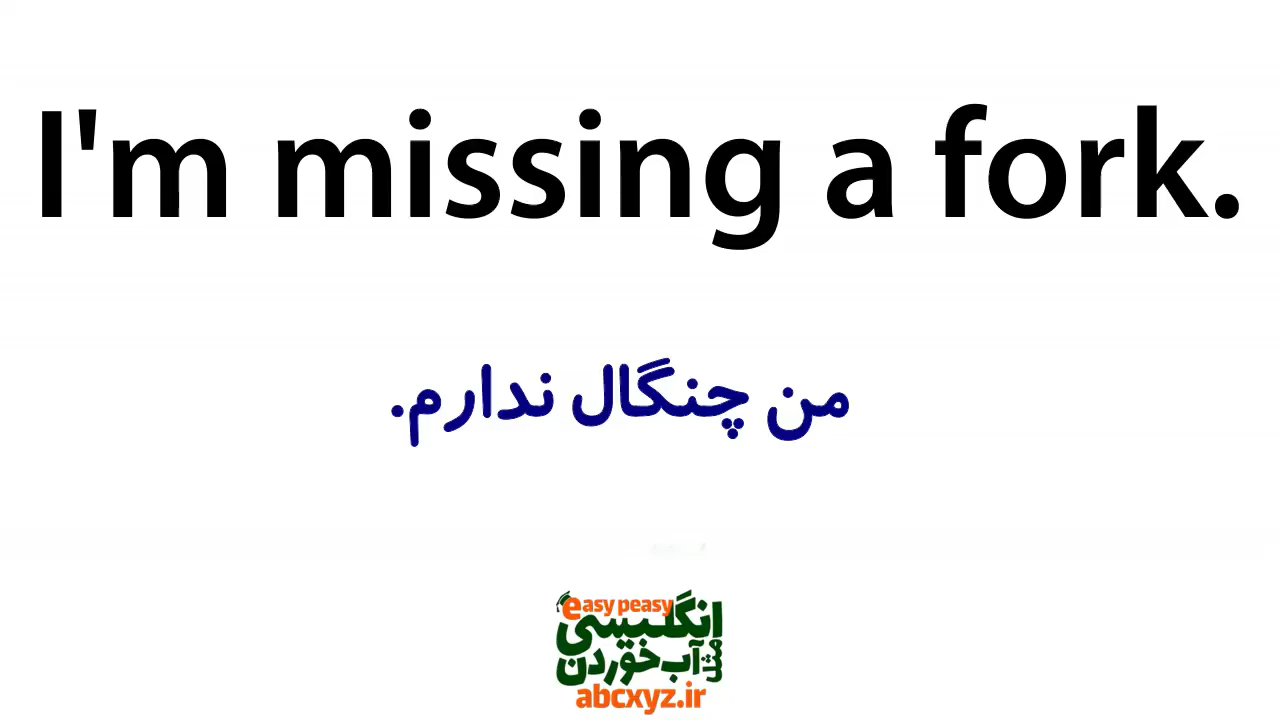 I'm missing a fork.
من چنگال ندارم.
easy peasy
انگلیسی
مثل آب خوردن
abcxyz.ir